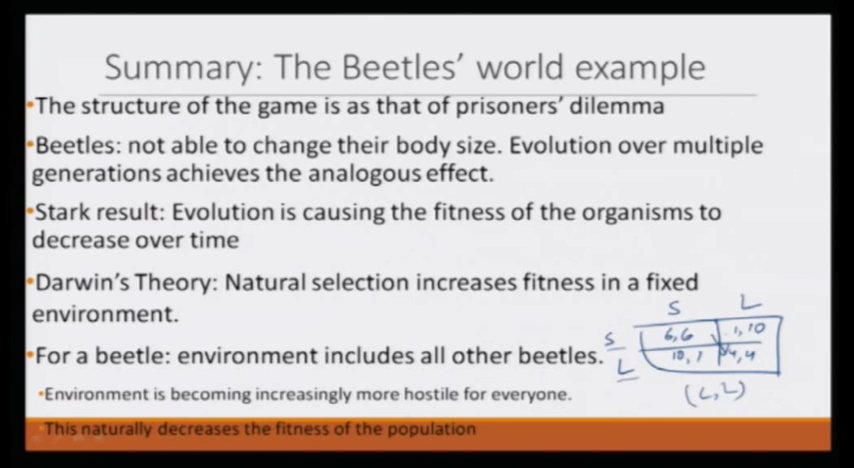 Summary: The Beetles' world example
•The structure of the game is as that of prisoners' dilemma
•Beetles: not able to change their body size. Evolution over multiple
generations achieves the analogous effect.
•Stark result: Evolution is causing the fitness of the organisms to
decrease over time
•Darwin's Theory: Natural selection increases fitness in a fixed
environment.
•For a beetle: environment includes all other beetles.
•Environment is becoming increasingly more hostile for everyone.
•This naturally decreases the fitness of the population
S L
S 6,6 1,10
L 10,1 4,4
(L,L)